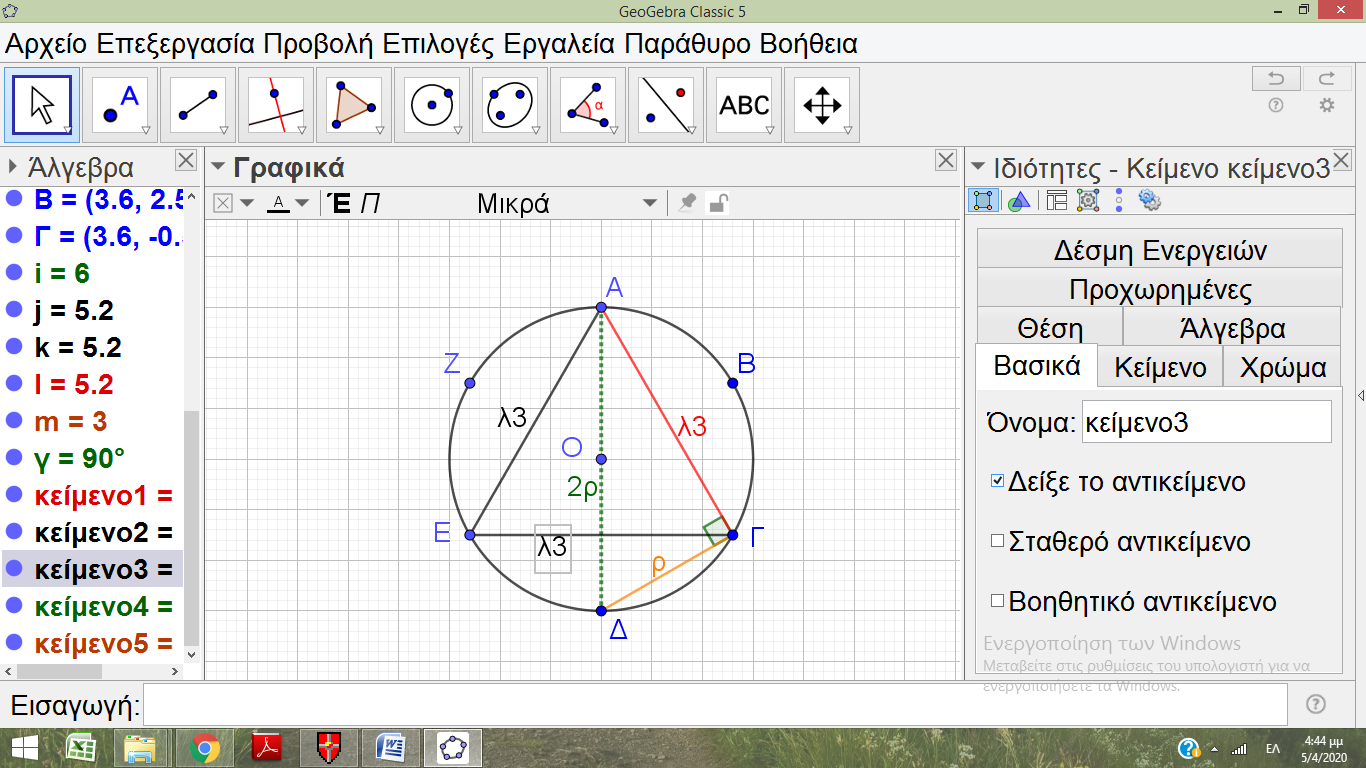 GeoGebra Classic 5
Αρχείο Επεξεργασία Προβολή Επιλογές Εργαλεία Παράθυρο Βοήθεια
A
α
ABC
Άλγεβρα
Γραφικά
Ιδιότητες - Κείμενο κείμενο3
A
Έ
Π
Μικρά
B = (3.6, 2.5
Γ = (3.6, -0.
i = 6
j = 5.2
k = 5.2
l = 5.2
m = 3
γ = 90°
κείμενο1 =
κείμενο2 =
κείμενο3 =
κείμενο4 =
κείμενο5 =
Α
Ζ
Β
λ3
λ3
Ο
2ρ
Ε
λ3
Γ
ρ
Δ
Δέσμη Ενεργειών
Προχωρημένες
Θέση
Άλγεβρα
Βασικά
Κείμενο
Χρώμα
Όνομα: κείμενο3
Δείξε το αντικείμενο
Σταθερό αντικείμενο
Βοηθητικό αντικείμενο
Ενεργοποίηση των Windows
Μεταβείτε στις ρυθμίσεις του υπολογιστή για να
ενεργοποιήσετε τα Windows.
Εισαγωγή:
ΕΛ
4:44 μμ
5/4/2020